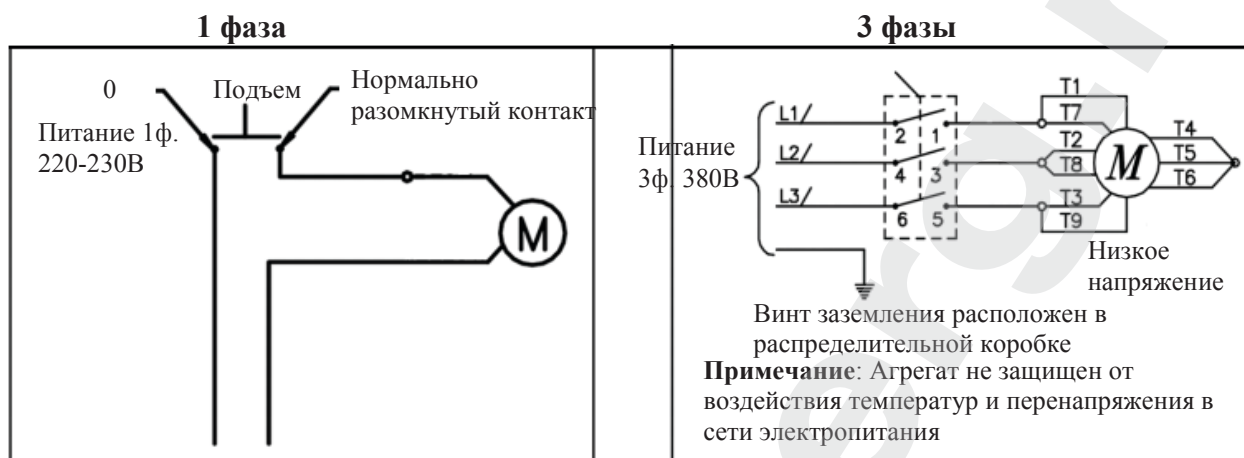 1 фаза
0
Подъем
Нормально
разомкнутый контакт
Питание 1ф.
220-230В
M
3 фазы
Питание
3ф. 380В
L1/
L2/
L3/
2 1
4 3
6 5
T1
T7
T2
T8
T3
T9
M
T4
T5
T6
Низкое
напряжение
Винт заземления расположен в
распределительной коробке
Примечание: Агрегат не защищен от
воздействия температур и перенапряжения в
сети электропитания